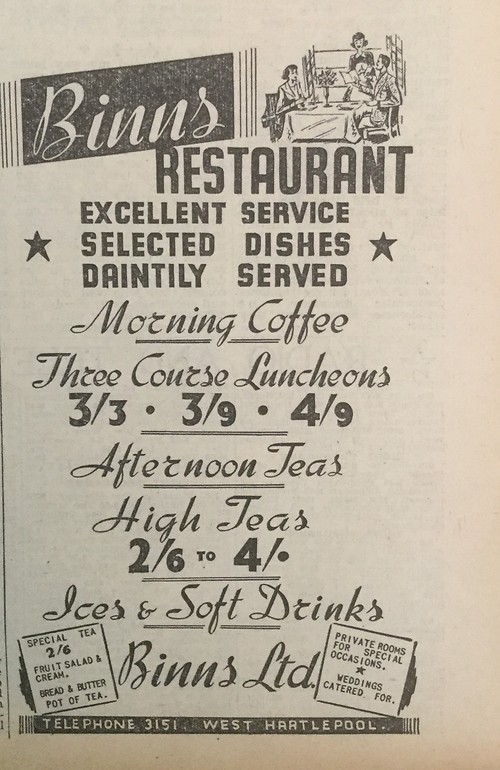 Binns
RESTAURANT
EXCELLENT SERVICE
SELECTED DISHES
DAINTILY SERVED
Morning Coffee
Three Course Luncheons
3/3 • 3/9 • 4/9
Afternoon Teas
High Teas
2/6 TO 4/•
Ices & Soft Drinks
SPECIAL TEA
2/6
FRUIT SALAD &
CREAM.
BREAD & BUTTER
POT OF TEA.
Binns Ltd.
PRIVATE ROOMS
FOR SPECIAL
OCCASIONS.
WEDDINGS
CATERED FOR.
TELEPHONE 3151. WEST HARTLEPOOL.